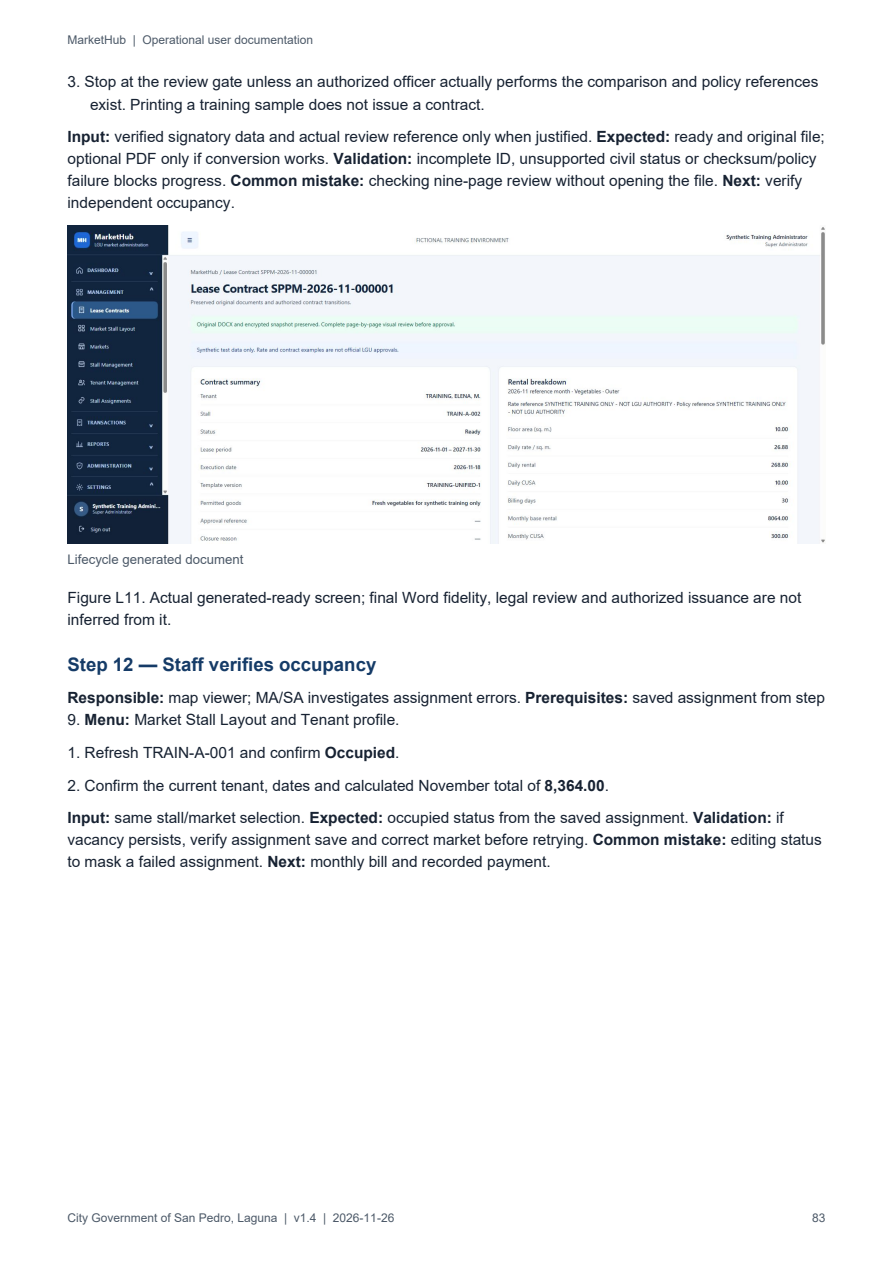 MarketHub | Operational user documentation
3. Stop at the review gate unless an authorized officer actually performs the comparison and policy references
exist. Printing a training sample does not issue a contract.
Input: verified signatory data and actual review reference only when justified. Expected: ready and original file;
optional PDF only if conversion works. Validation: incomplete ID, unsupported civil status or checksum/policy
failure blocks progress. Common mistake: checking nine-page review without opening the file. Next: verify
independent occupancy.
MH MarketHub
LGU market administration
DASHBOARD
MANAGEMENT
Lease Contracts
Market Stall Layout
Markets
Stall Management
Tenant Management
Stall Assignments
TRANSACTIONS
REPORTS
ADMINISTRATION
SETTINGS
S Synthetic Training Admini...
Super Administrator
Sign out
FICTIONAL TRAINING ENVIRONMENT
Synthetic Training Administrator
Super Administrator
MarketHub / Lease Contract SPPM-2026-11-000001
Lease Contract SPPM-2026-11-000001
Preserved original documents and authorized contract transitions.
Original DOCX and encrypted snapshot preserved. Complete page-by-page visual review before approval.
Synthetic test data only. Rate and contract examples are not official LGU approvals.
Contract summary
Tenant TRAINING, ELENA, M.
Stall TRAIN-A-002
Status Ready
Lease period 2026-11-01 – 2027-11-30
Execution date 2026-11-18
Template version TRAINING-UNIFIED-1
Permitted goods Fresh vegetables for synthetic training only
Approval reference —
Closure reason —
Rental breakdown
2026-11 reference month · Vegetables · Outer
Rate reference SYNTHETIC TRAINING ONLY - NOT LGU AUTHORITY · Policy reference SYNTHETIC TRAINING ONLY
- NOT LGU AUTHORITY
Floor area (sq. m.) 10.00
Daily rate / sq. m. 26.88
Daily rental 268.80
Daily CUSA 10.00
Billing days 30
Monthly base rental 8064.00
Monthly CUSA 300.00
Lifecycle generated document
Figure L11. Actual generated-ready screen; final Word fidelity, legal review and authorized issuance are not
inferred from it.
Step 12 — Staff verifies occupancy
Responsible: map viewer; MA/SA investigates assignment errors. Prerequisites: saved assignment from step
9. Menu: Market Stall Layout and Tenant profile.
1. Refresh TRAIN-A-001 and confirm Occupied.
2. Confirm the current tenant, dates and calculated November total of 8,364.00.
Input: same stall/market selection. Expected: occupied status from the saved assignment. Validation: if
vacancy persists, verify assignment save and correct market before retrying. Common mistake: editing status
to mask a failed assignment. Next: monthly bill and recorded payment.
City Government of San Pedro, Laguna | v1.4 | 2026-11-26
83